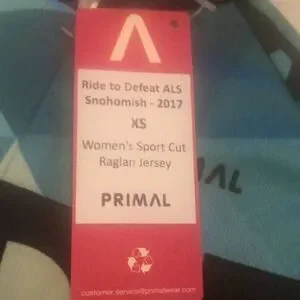 Ride to Defeat ALS
Snohomish - 2017
XS
Women's Sport Cut
Raglan Jersey
PRIMAL
customer.service@primalwear.com